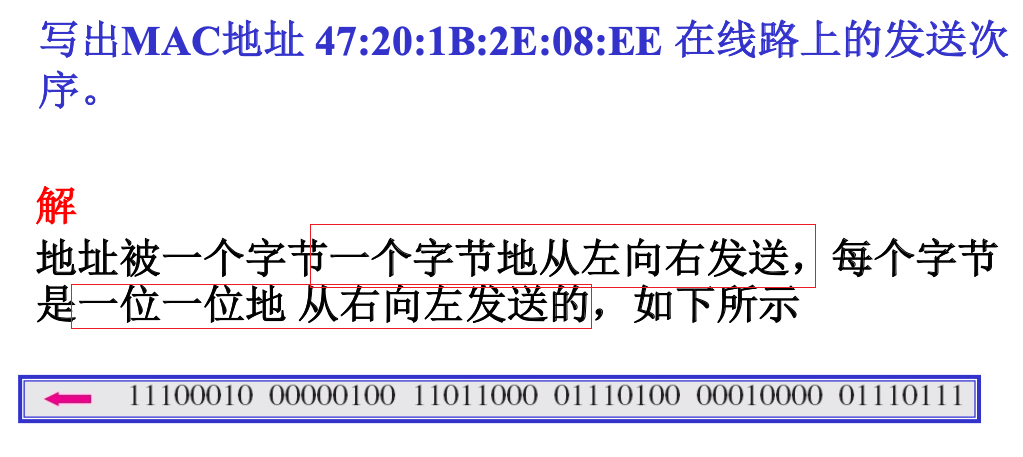 写出MAC地址 47:20:1B:2E:08:EE 在线路上的发送次
序。
解
地址被一个字节一个字节地从左向右发送，每个字节
是一位一位地 从右向左发送的，如下所示
11100010 00000100 11011000 01110100 00010000 01110111